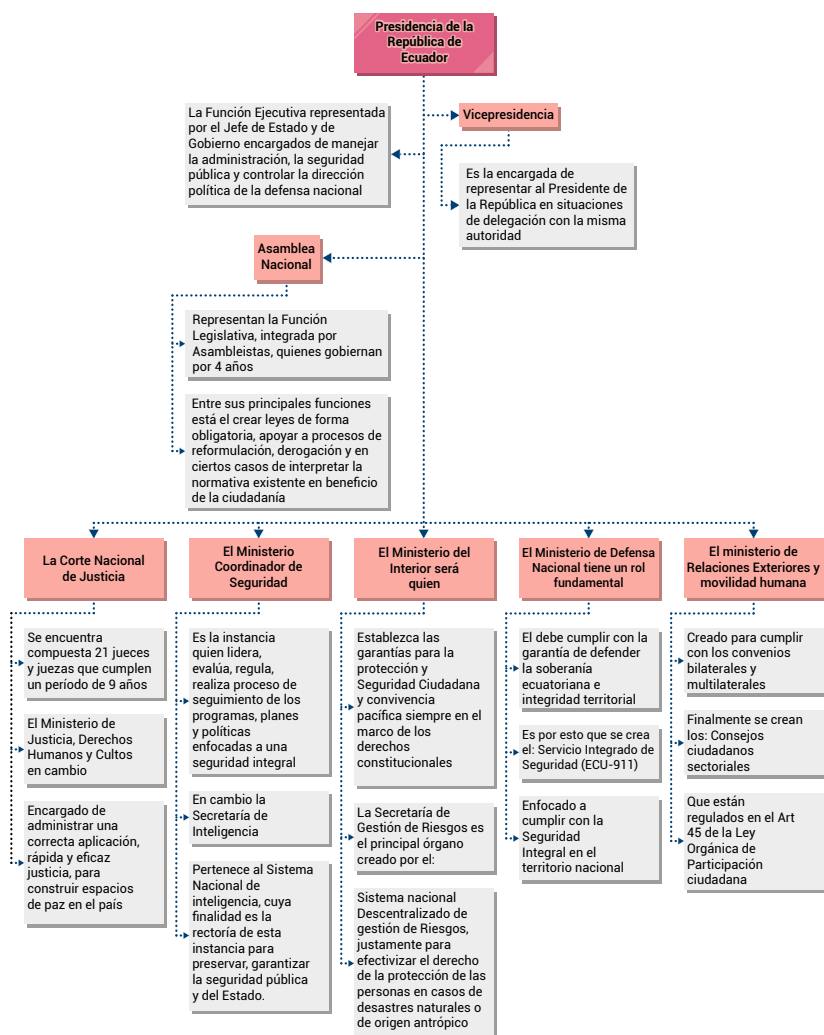 Presidencia de la
República de
Ecuador
La Función Ejecutiva representada
por el Jefe de Estado y de
Gobierno encargados de manejar
la administración, la seguridad
pública y controlar la dirección
política de la defensa nacional
Vicepresidencia
Es la encargada de
representar al Presidente de
la República en situaciones
de delegación con la misma
autoridad
Asamblea
Nacional
Representan la Función
Legislativa, integrada por
Asambleistas, quienes gobiernan
por 4 años
Entre sus principales funciones
está el crear leyes de forma
obligatoria, apoyar a procesos de
reformulación, derogación y en
ciertos casos de interpretar la
normativa existente en beneficio
de la ciudadanía
La Corte Nacional
de Justicia
Se encuentra
compuesta 21 jueces
y juezas que cumplen
un período de 9 años
El Ministerio de
Justicia, Derechos
Humanos y Cultos
en cambio
Encargado de
administrar una
correcta aplicación,
rápida y eficaz
justicia, para
construir espacios
de paz en el país
El Ministerio
Coordinador de
Seguridad
Es la instancia
quien lidera,
evalúa, regula,
realiza proceso de
seguimiento de los
programas, planes
y políticas
enfocadas a una
seguridad integral
En cambio la
Secretaría de
Inteligencia
Pertenece al Sistema
Nacional de
inteligencia, cuya
finalidad es la
rectoría de esta
instancia para
preservar, garantizar
la seguridad pública
y del Estado.
El Ministerio del
Interior será
quien
Establezca las
garantías para la
protección y
Seguridad Ciudadana
y convivencia
pacífica siempre en el
marco de los
derechos
constitucionales
La Secretaría de
Gestión de Riesgos es
el principal órgano
creado por el:
Sistema nacional
Descentralizado de
gestión de Riesgos,
justamente para
efectivizar el derecho
de la protección de las
personas en casos de
desastres naturales o
de origen antrópico
El Ministerio de Defensa
Nacional tiene un rol
fundamental
El debe cumplir con la
garantía de defender
la soberanía
ecuatoriana e
integridad territorial
Es por esto que se crea
el: Servicio Integrado de
Seguridad (ECU-911)
Enfocado a
cumplir con la
Seguridad
Integral en el
territorio nacional
El ministerio de
Relaciones Exteriores y
movilidad humana
Creado para cumplir
con los convenios
bilaterales y
multilaterales
Finalmente se crean
los: Consejos
ciudadanos
sectoriales
Que están
regulados en el Art
45 de la Ley
Orgánica de
Participación
ciudadana